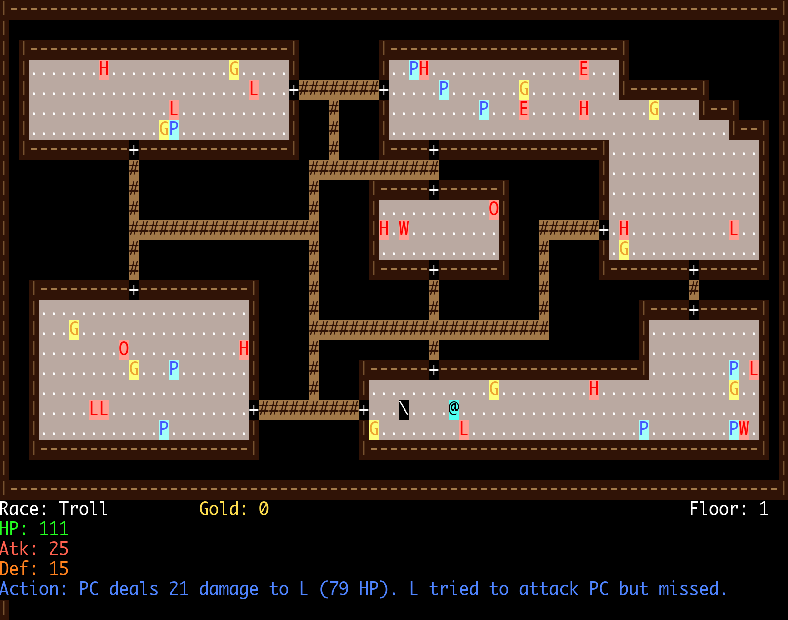 H G
L
L
G P
P H E
P G
P E H G
O
H W
H L
G
G
O H
G P
L L
P
P L
G H G
\ @
G L P P W
Race: Troll Gold: 0 Floor: 1
HP: 111
Atk: 25
Def: 15
Action: PC deals 21 damage to L (79 HP). L tried to attack PC but missed.